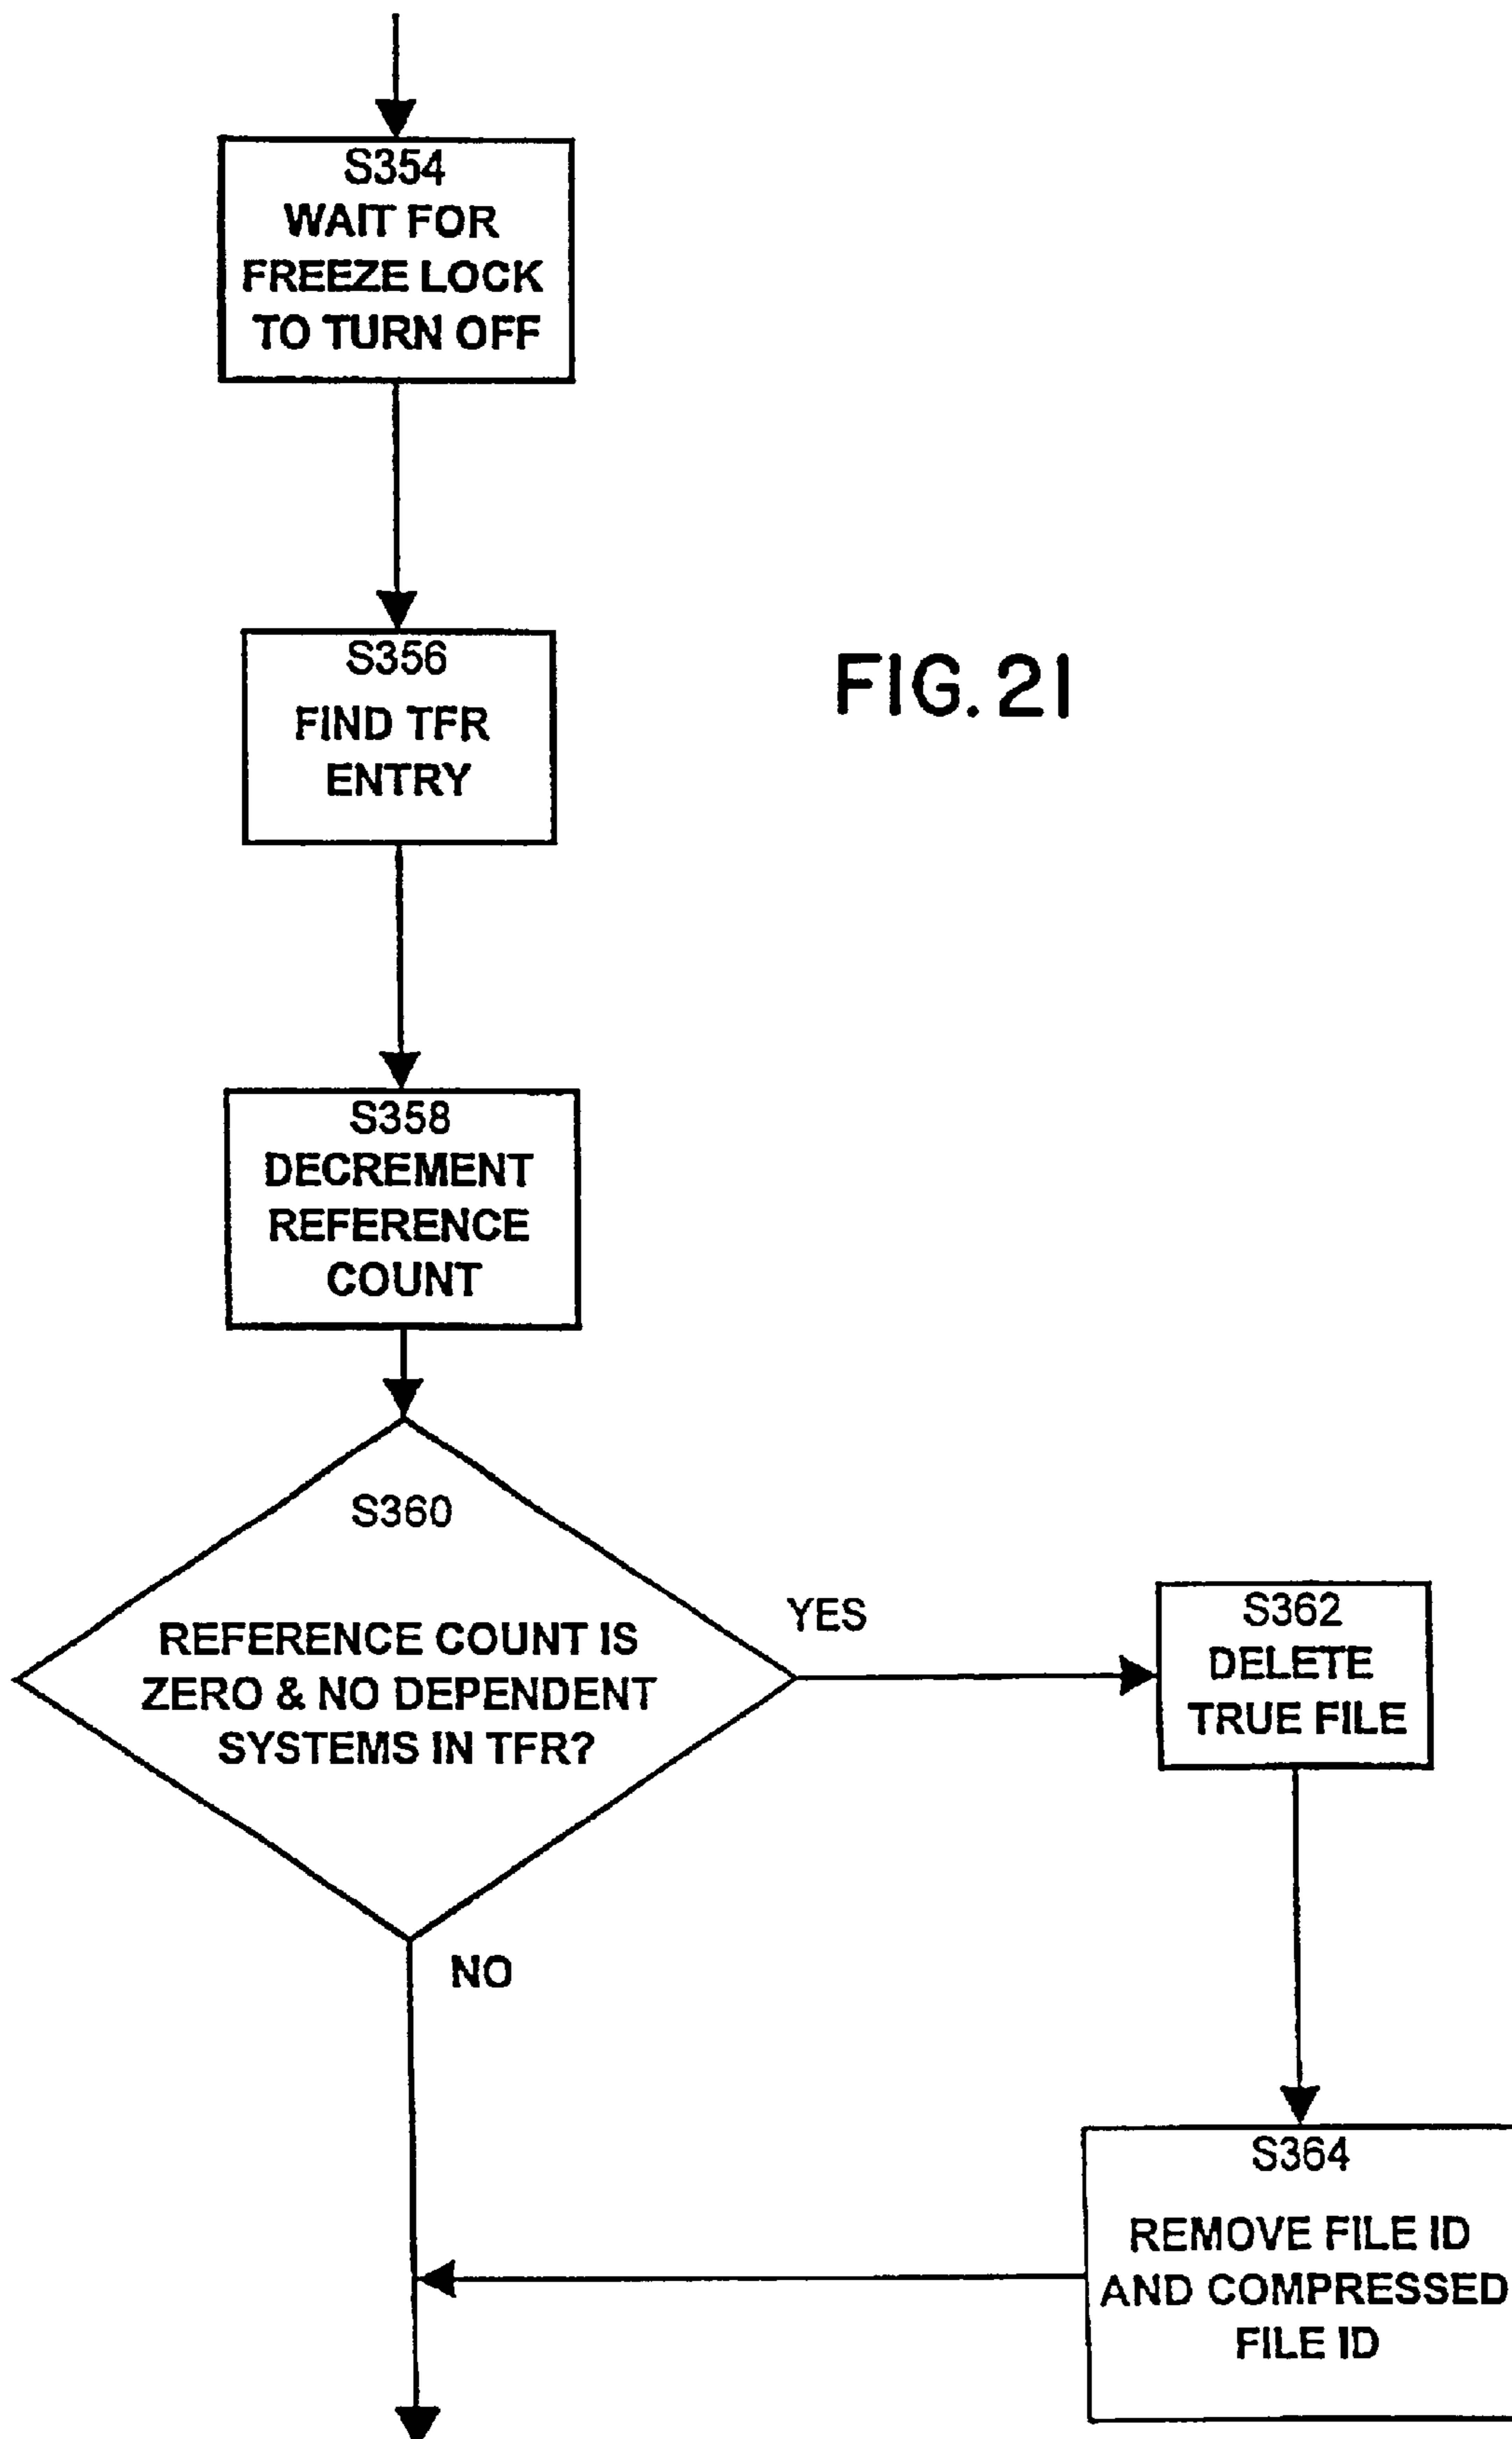 S354
WAIT FOR
FREEZE LOCK
TO TURN OFF
S356
FIND TFR
ENTRY
FIG. 21
S358
DECREMENT
REFERENCE
COUNT
S360
REFERENCE COUNT IS
ZERO & NO DEPENDENT
SYSTEMS IN TFR?
YES
S362
DELETE
TRUE FILE
NO
S364
REMOVE FILE ID
AND COMPRESSED
FILE ID